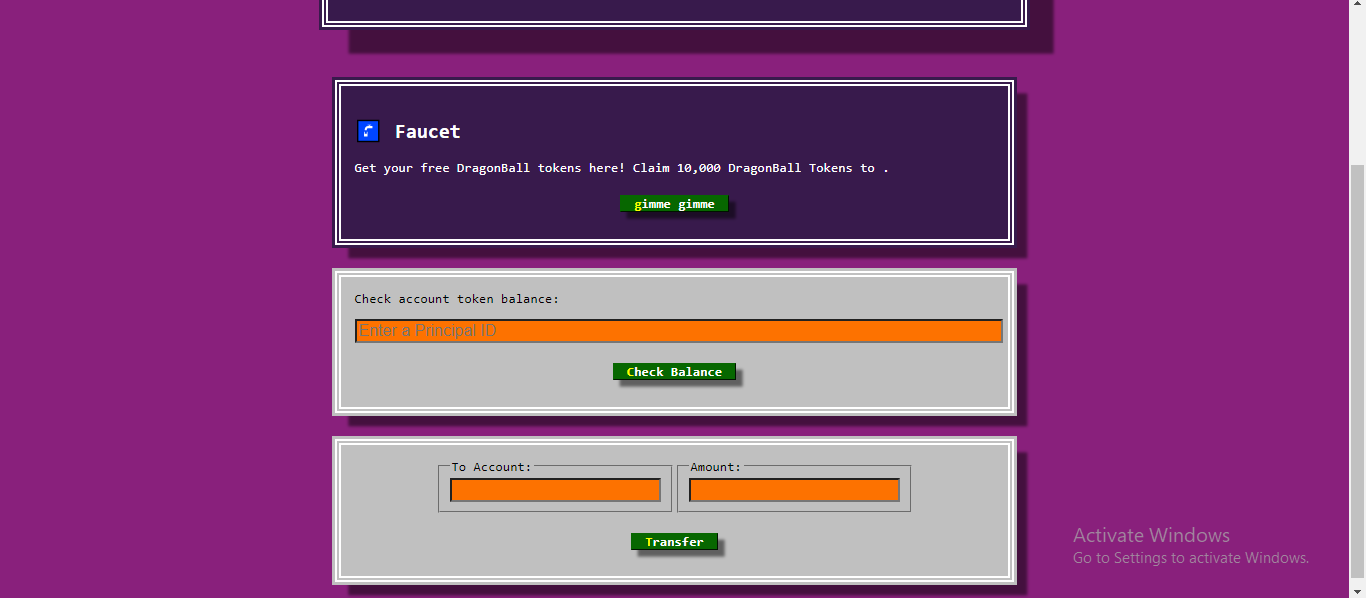 Faucet
Get your free DragonBall tokens here! Claim 10,000 DragonBall Tokens to .
gimme gimme
Check account token balance:
Enter a Principal ID
Check Balance
To Account:
Amount:
Transfer
Activate Windows
Go to Settings to activate Windows.